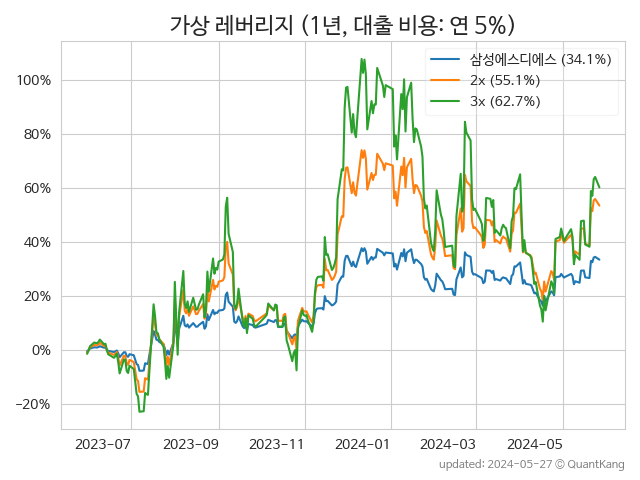 가상 레버리지 (1년, 대출 비용: 연 5%)
삼성에스디에스 (34.1%)
2x (55.1%)
3x (62.7%)
100%
80%
60%
40%
20%
0%
−20%
2023-07 2023-09 2023-11 2024-01 2024-03 2024-05
updated: 2024-05-27 © QuantKang